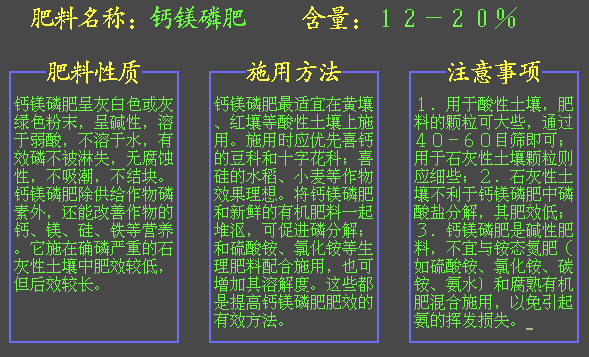 肥料名称：钙镁磷肥 含量：１２－２０％
肥料性质
钙镁磷肥呈灰白色或灰
绿色粉末，呈碱性，溶
于弱酸，不溶于水，有
效磷不被淋失，无腐蚀
性，不吸潮，不结块。
钙镁磷肥除供给作物磷
素外，还能改善作物的
钙、镁、硅、铁等营养
。它施在确磷严重的石
灰性土壤中肥效较低，
但后效较长。
施用方法
钙镁磷肥最适宜在黄壤
、红壤等酸性土壤上施
用。施用时应优先喜钙
的豆科和十字花科；喜
硅的水稻、小麦等作物
效果理想。将钙镁磷肥
和新鲜的有机肥料一起
堆沤，可促进磷分解；
和硫酸铵、氯化铵等生
理肥料配合施用，也可
增加其溶解度。这些都
是提高钙镁磷肥肥效的
有效方法。
注意事项
１．用于酸性土壤，肥
料的颗粒可大些，通过
４０－６０目筛即可；
用于石灰性土壤颗粒则
应细些；２．石灰性土
壤不利于钙镁磷肥中磷
酸盐分解，其肥效低；
３．钙镁磷肥是碱性肥
料，不宜与铵态氮肥（
如硫酸铵、氯化铵、碳
铵、氨水）和腐熟有机
肥混合施用，以免引起
氨的挥发损失。_